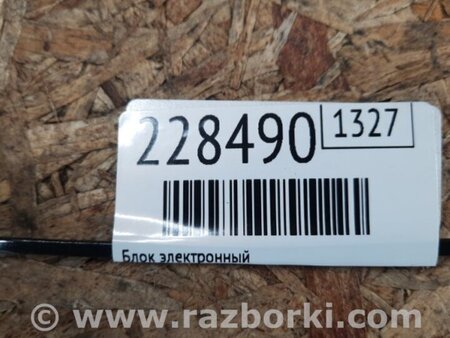 228490 1327
Блок электронный
© www.razborki.com